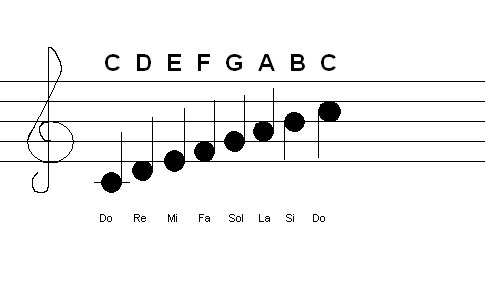 C D E F G A B C
Do Re Mi Fa Sol La Si Do